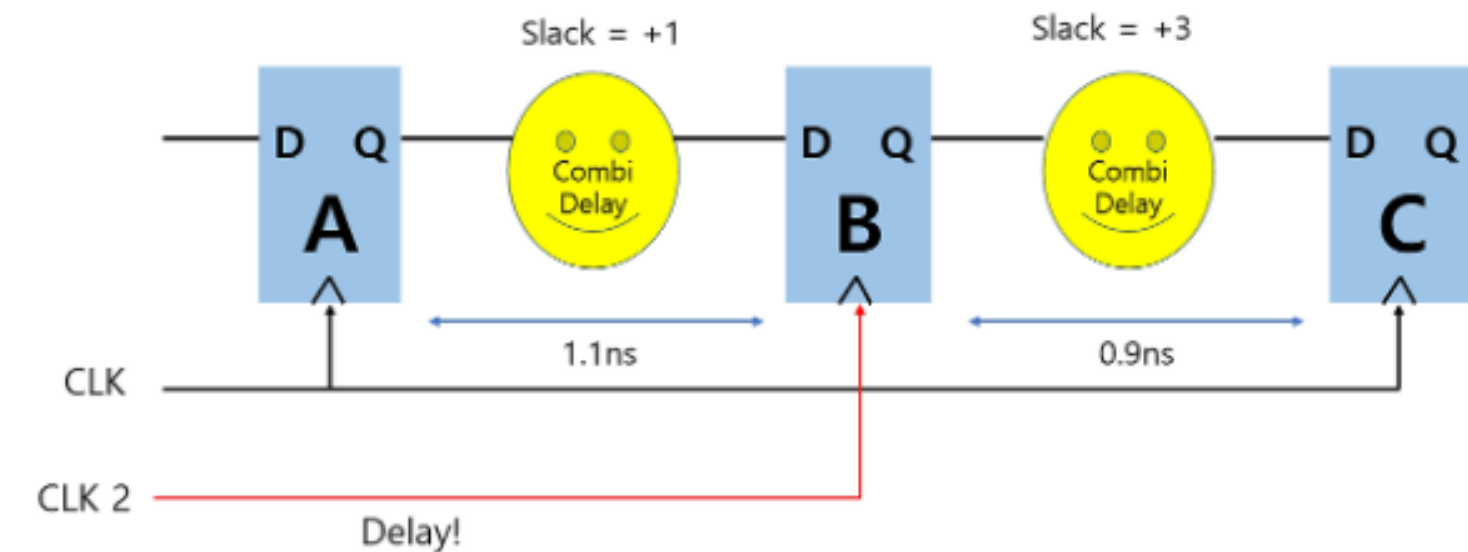 Slack = +1
Slack = +3
D Q
Combi
Delay
D Q
Combi
Delay
D Q
A
B
C
1.1ns
0.9ns
CLK
CLK 2
Delay!